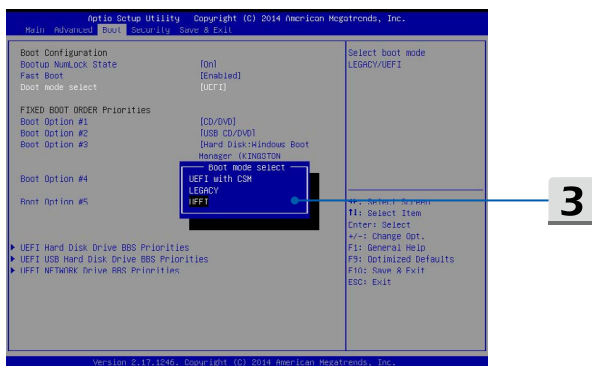 Aptio Setup Utility Copyright (C) 2014 American Megatrends, Inc.
Main Advanced Boot Security Save & Exit
Boot Configuration
Bootup NumLock State [On]
Fast Boot [Enabled]
Boot mode select [UEFI]
FIXED BOOT ORDER Priorities
Boot Option #1 [CD/DVD]
Boot Option #2 [USB CD/DVD]
Boot Option #3 [Hard Disk:Windows Boot
Manager (KINGSTON
Boot Option #4
Boot Option #5
Boot mode select
UEFI with CSM
LEGACY
UEFI
UEFI Hard Disk Drive BBS Priorities
UEFI USB Hard Disk Drive BBS Priorities
UEFI NETWORK Drive BBS Priorities
Select boot mode
LEGACY/UEFI
→←: Select Screen
↑↓: Select Item
Enter: Select
+/-: Change Opt.
F1: General Help
F9: Optimized Defaults
F10: Save & Exit
ESC: Exit
Version 2.17.1246. Copyright (C) 2014 American Megatrends, Inc.
3